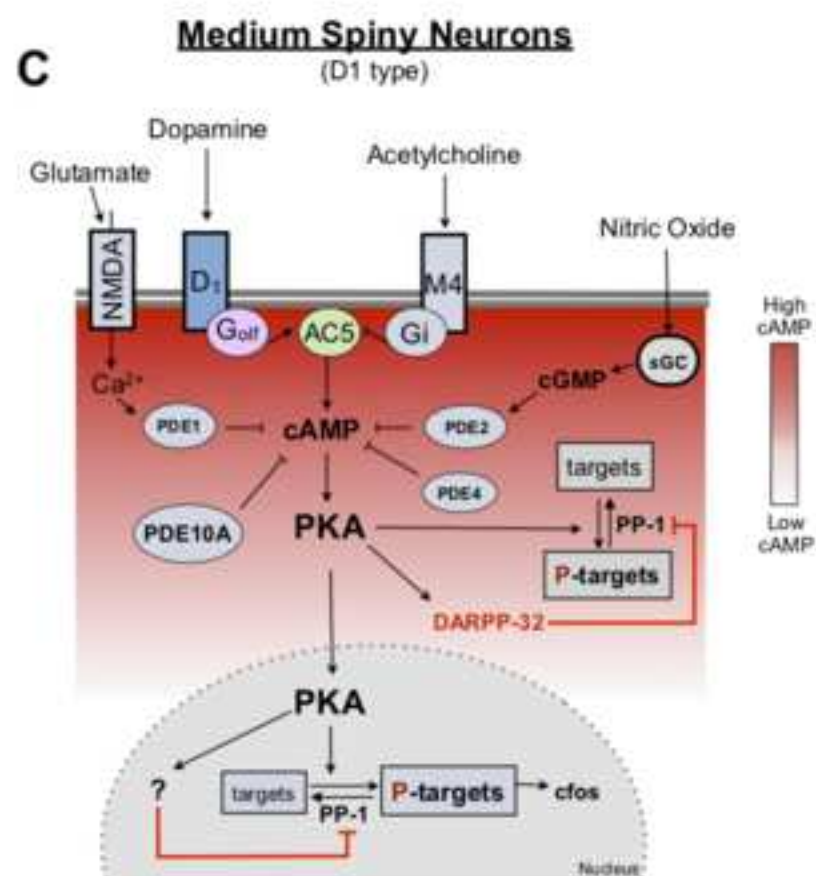 C
Medium Spiny Neurons
(D1 type)
Dopamine
Glutamate
Acetylcholine
Nitric Oxide
NMDA
D1
M4
Golf
AC5
Gi
sGC
High
cAMP
Ca2+
cGMP
PDE1
cAMP
PDE2
PDE4
targets
PDE10A
PKA
PP-1
Low
cAMP
P-targets
DARPP-32
PKA
?
targets
P-targets
cfos
PP-1
Nucleus